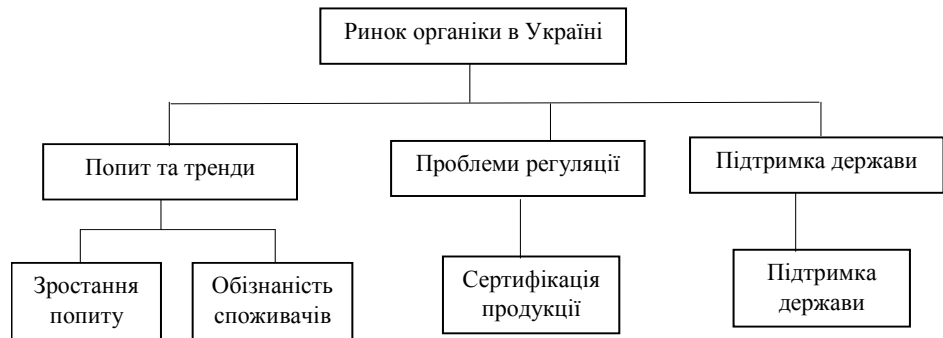 Ринок органіки в Україні
Попит та тренди
Проблеми регуляції
Підтримка держави
Зростання
попиту
Обізнаність
споживачів
Сертифікація
продукції
Підтримка
держави